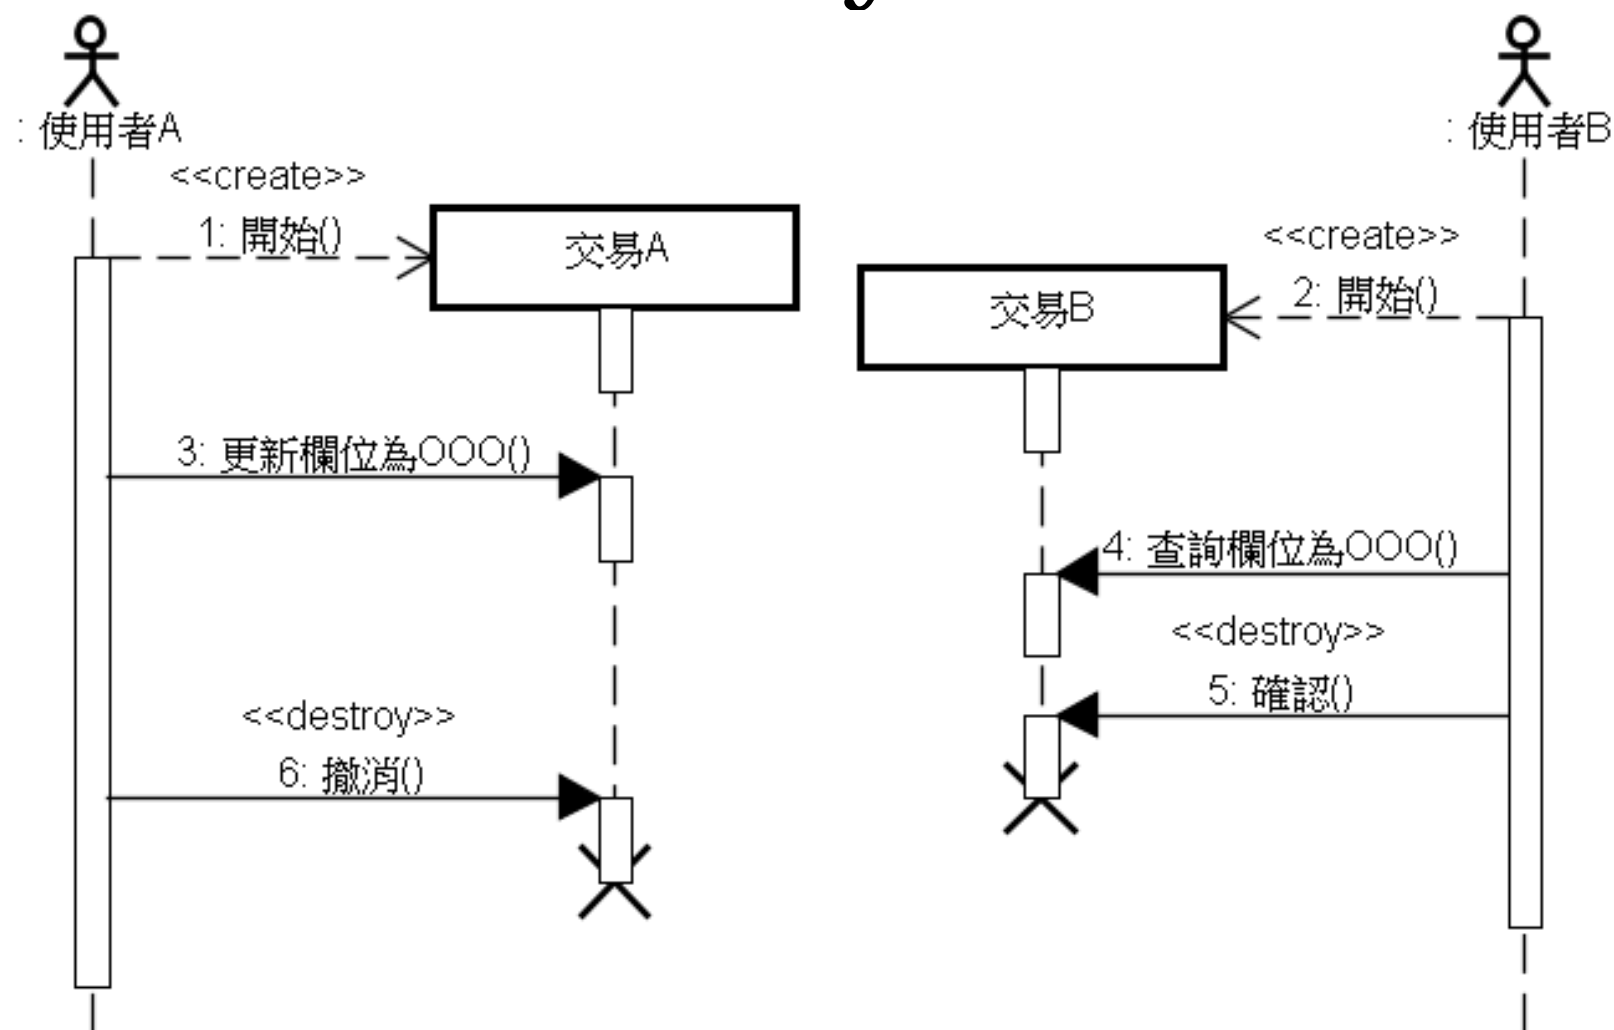 : 使用者A
: 使用者B
<<create>>
1: 開始()
交易A
<<create>>
2: 開始()
交易B
3: 更新欄位為OOO()
4: 查詢欄位為OOO()
<<destroy>>
5: 確認()
<<destroy>>
6: 撤消()